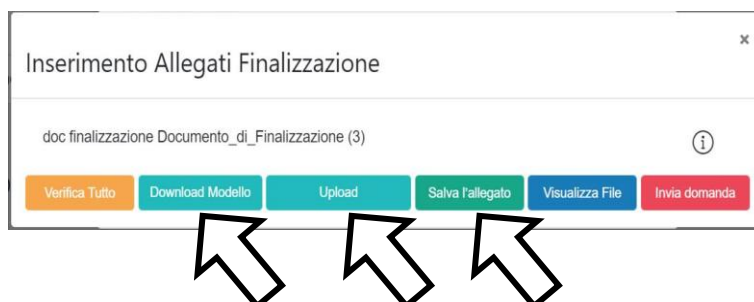 ×
Inserimento Allegati Finalizzazione
doc finalizzazione Documento_di_Finalizzazione (3)
i
Verifica Tutto Download Modello Upload Salva l'allegato Visualizza File Invia domanda